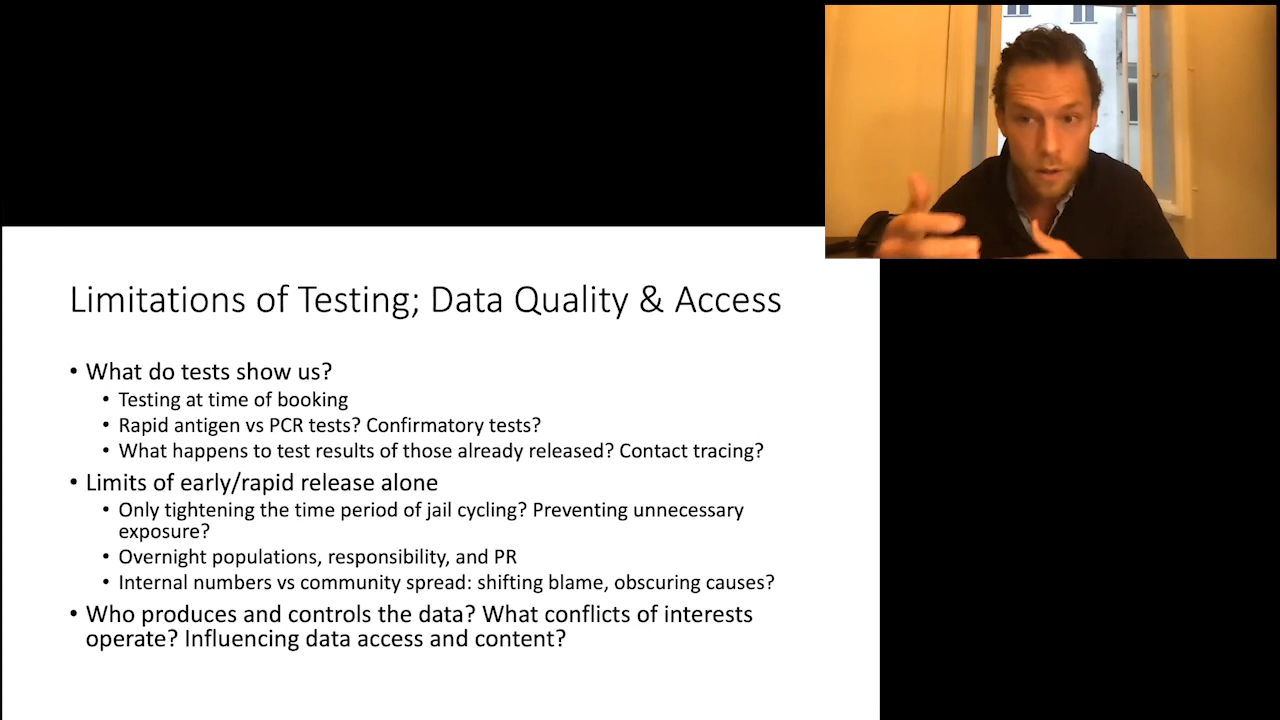 Limitations of Testing; Data Quality & Access
• What do tests show us?
• Testing at time of booking
• Rapid antigen vs PCR tests? Confirmatory tests?
• What happens to test results of those already released? Contact tracing?
• Limits of early/rapid release alone
• Only tightening the time period of jail cycling? Preventing unnecessary
exposure?
• Overnight populations, responsibility, and PR
• Internal numbers vs community spread: shifting blame, obscuring causes?
• Who produces and controls the data? What conflicts of interests
operate? Influencing data access and content?